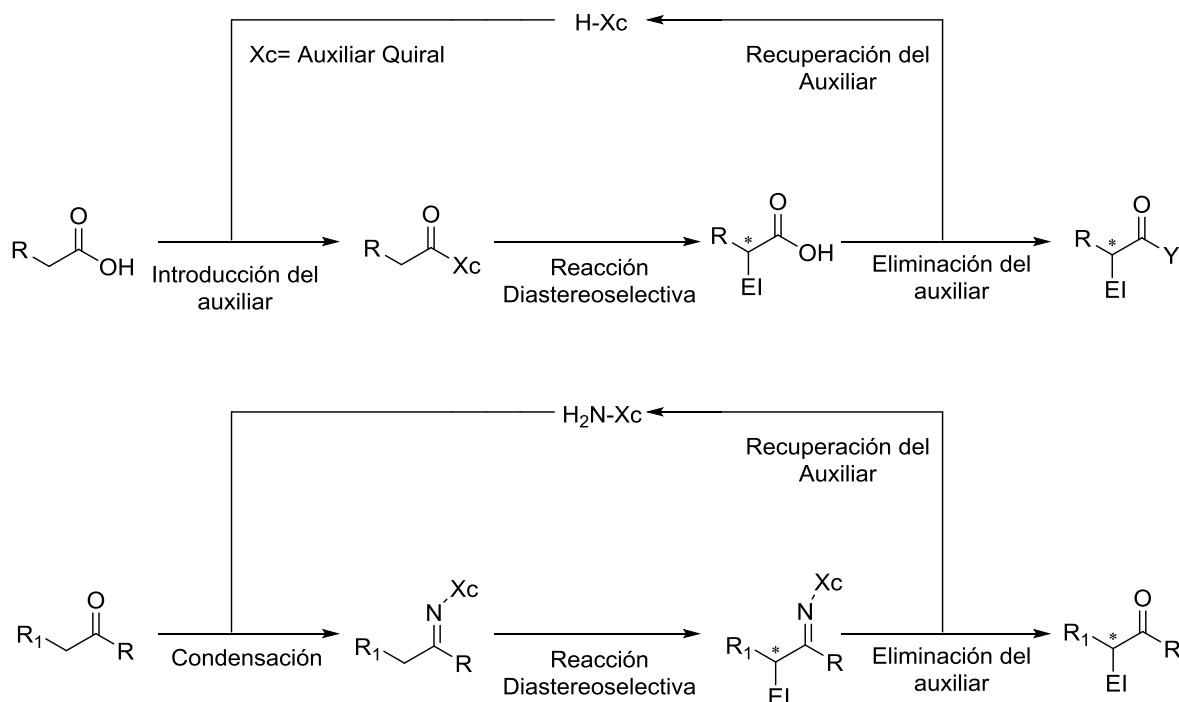 H-Xc
Xc= Auxiliar Quiral
Recuperación del
Auxiliar
R
O
OH
Introducción del
auxiliar
R
O
Xc
Reacción
Diastereoselectiva
R
*
O
OH
El
Eliminación del
auxiliar
R
*
O
Y
El
H2N-Xc
Recuperación del
Auxiliar
R1
O
R
Condensación
R1
N
Xc
R
Reacción
Diastereoselectiva
R1
*
N
Xc
R
El
Eliminación del
auxiliar
R1
*
O
R
El